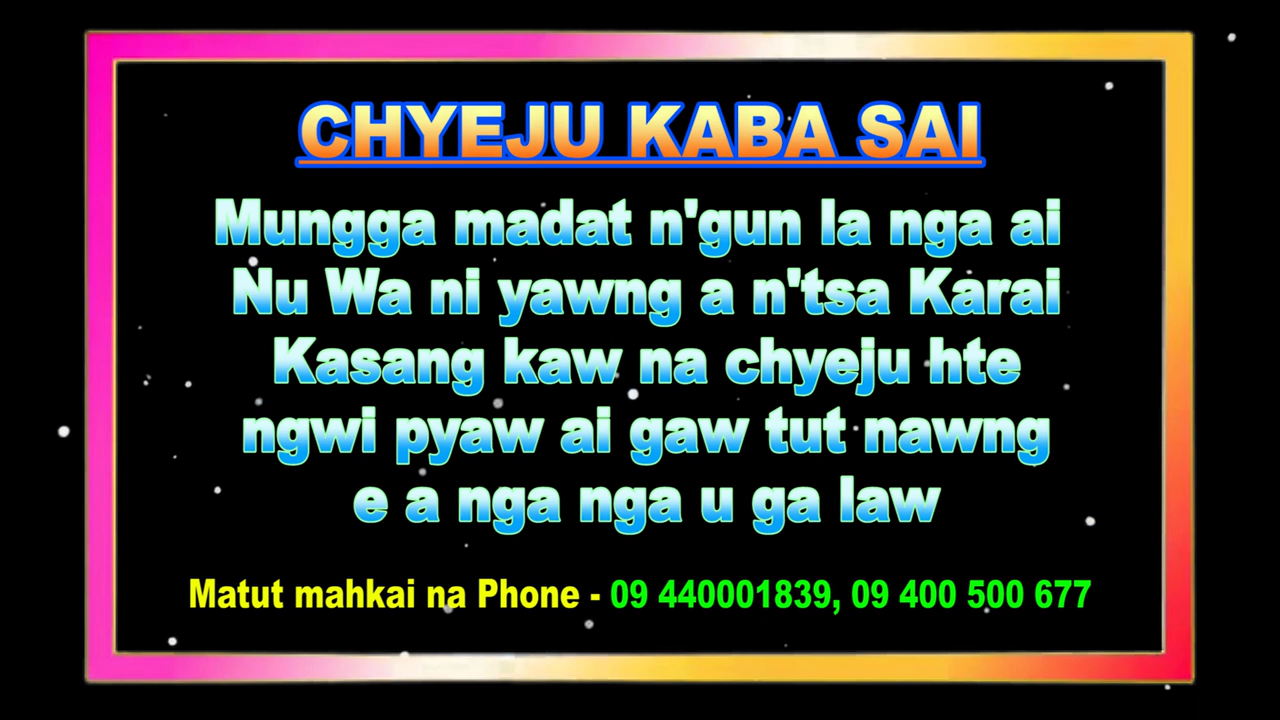 CHYEJU KABA SAI
Mungga madat n'gun la nga ai
Nu Wa ni yawng a n'tsa Karai
Kasang kaw na chyeju hte
ngwi pyaw ai gaw tut nawng
e a nga nga u ga law
Matut mahkai na Phone - 09 440001839, 09 400 500 677